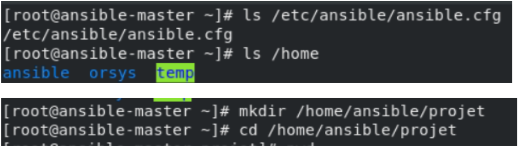 [root@ansible-master ~]# ls /etc/ansible/ansible.cfg
/etc/ansible/ansible.cfg
[root@ansible-master ~]# ls /home
ansible orsys temp
[root@ansible-master ~]# mkdir /home/ansible/projet
[root@ansible-master ~]# cd /home/ansible/projet